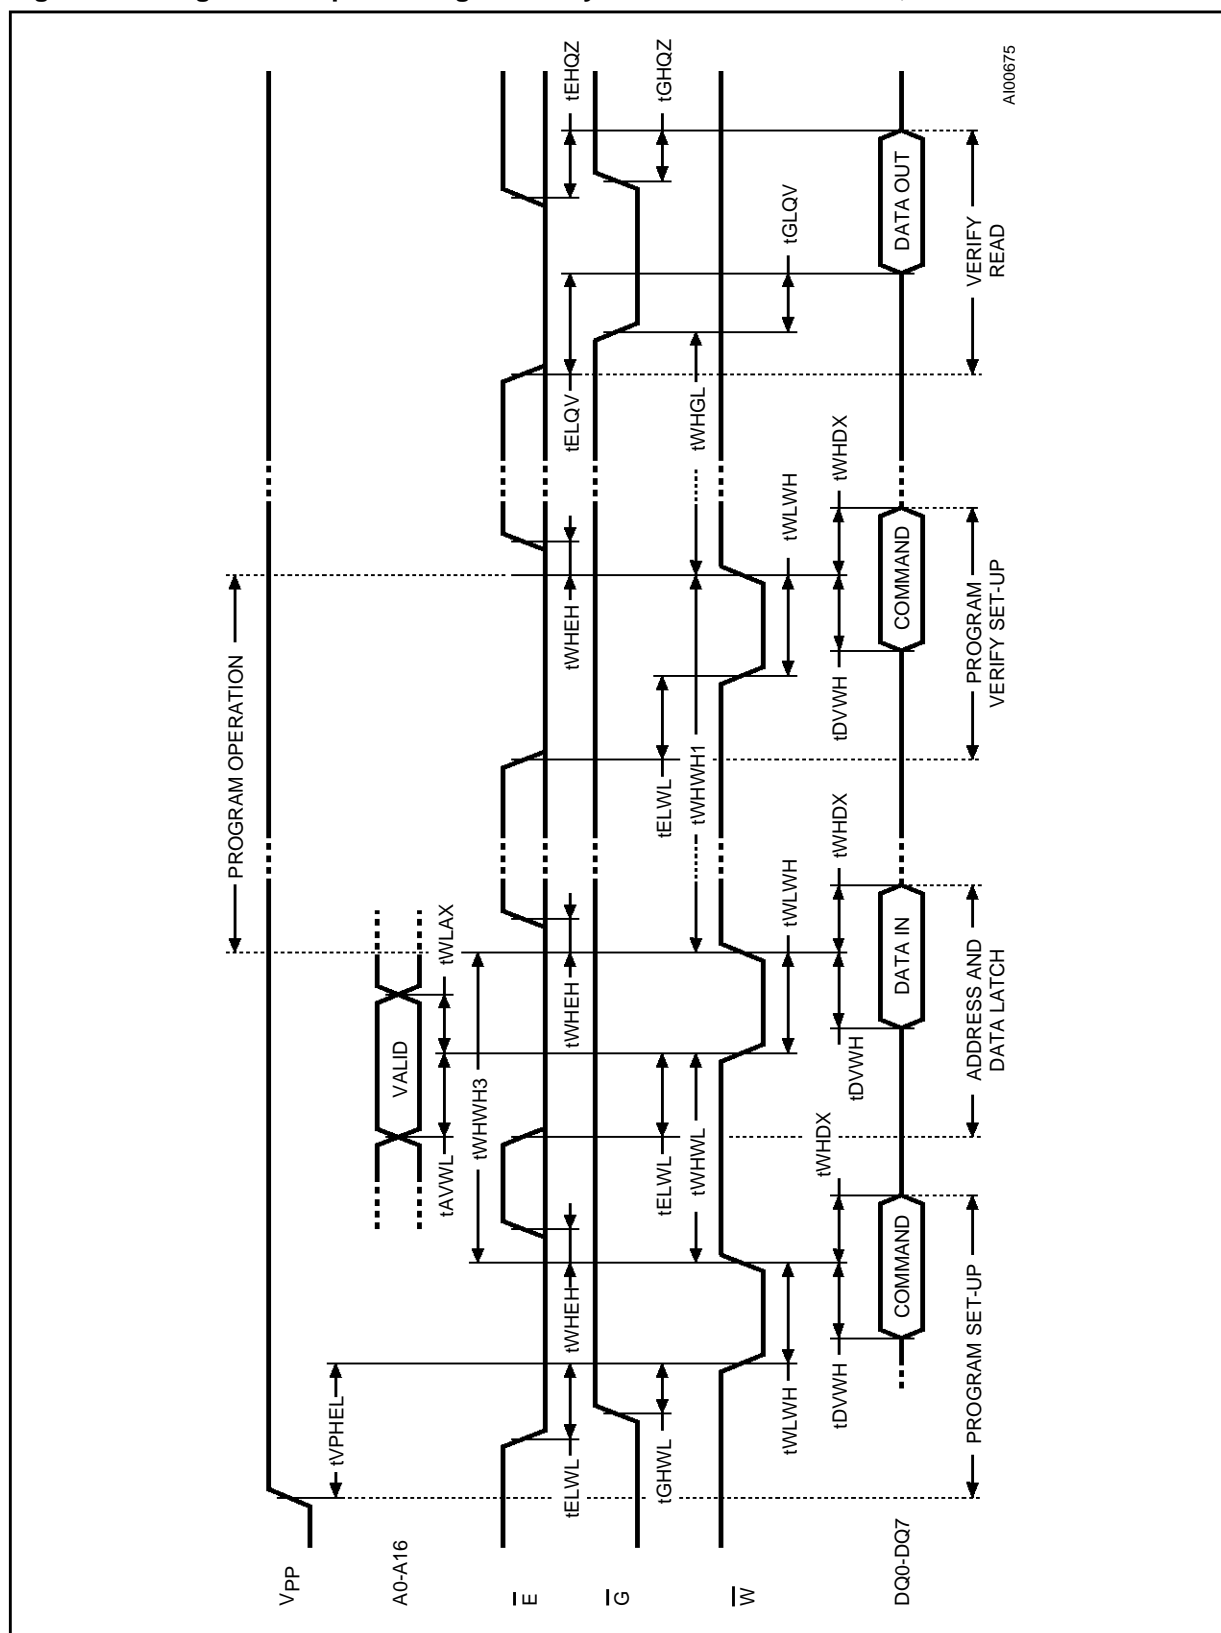 VPP
A0-A16
E
G
W
DQ0-DQ7
PROGRAM OPERATION
tVPHEL
tAVWL
VALID
tWLAX
tWHWH3
tELWL
tWHEH
tWHEH
tWHEH
tELQV
tEHQZ
tGHWL
tELWL
tELWL
tGHQZ
tWHWL
tWHWH1
tWHGL
tWLWH
tWLWH
tWLWH
tGLQV
tDVWH
tWHDX
tDVWH
tWHDX
tDVWH
tWHDX
COMMAND
DATA IN
COMMAND
DATA OUT
PROGRAM SET-UP
ADDRESS AND
DATA LATCH
PROGRAM
VERIFY SET-UP
VERIFY
READ
AI00675